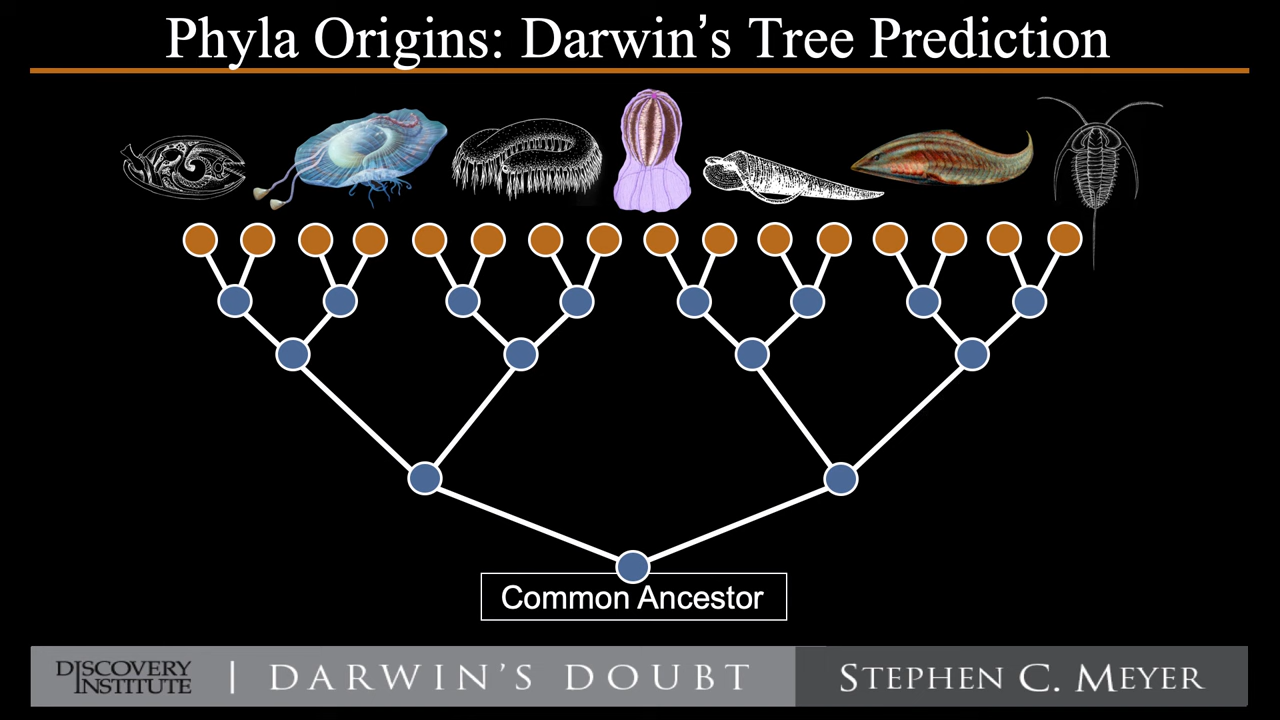 Phyla Origins: Darwin’s Tree Prediction
Common Ancestor
DISCOVERY
INSTITUTE
| DARWIN’S DOUBT
STEPHEN C. MEYER